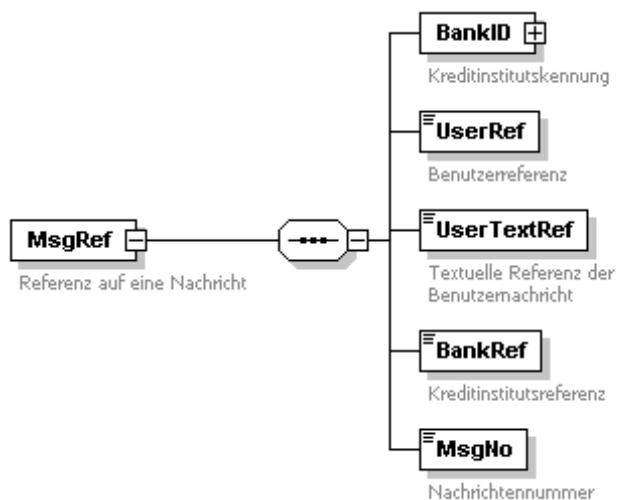 BankID
Kreditinstitutskennung
UserRef
Benutzerreferenz
MsgRef
Referenz auf eine Nachricht
UserTextRef
Textuelle Referenz der
Benutzernachricht
BankRef
Kreditinstitutsreferenz
MsgNo
Nachrichtennummer